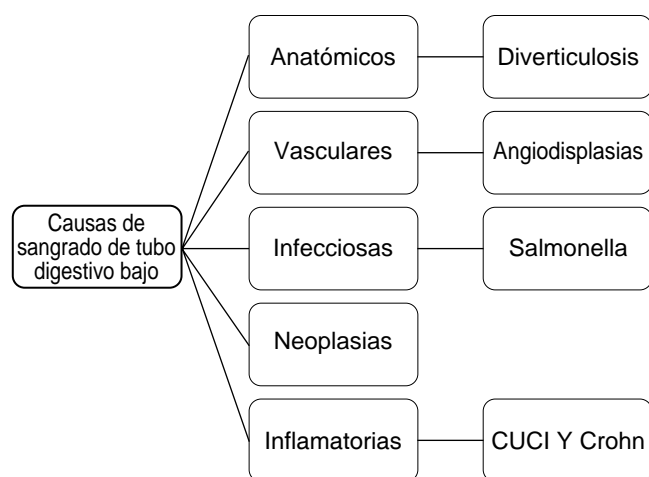 Anatómicos
Diverticulosis
Vasculares
Angiodisplasias
Causas de
sangrado de tubo
digestivo bajo
Infecciosas
Salmonella
Neoplasias
Inflamatorias
CUCI Y Crohn